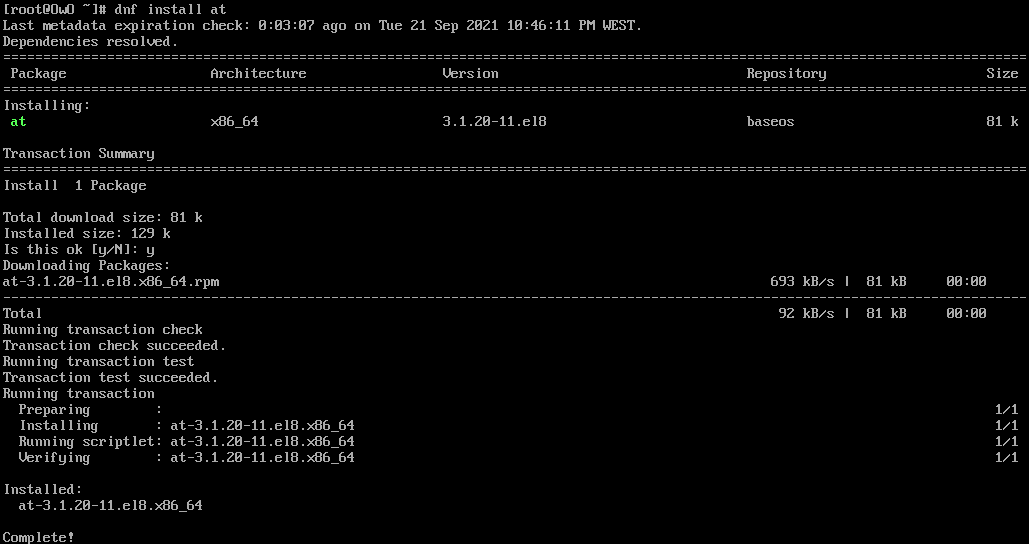 [root@OwO ~]# dnf install at
Last metadata expiration check: 0:03:07 ago on Tue 21 Sep 2021 10:46:11 PM WEST.
Dependencies resolved.
================================================================================================================================
 Package                  Architecture                 Version                               Repository                    Size
================================================================================================================================
Installing:
 at                       x86_64                       3.1.20-11.el8                         baseos                        81 k

Transaction Summary
================================================================================================================================
Install  1 Package

Total download size: 81 k
Installed size: 129 k
Is this ok [y/N]: y
Downloading Packages:
at-3.1.20-11.el8.x86_64.rpm                                                                     693 kB/s |  81 kB     00:00
--------------------------------------------------------------------------------------------------------------------------------
Total                                                                                            92 kB/s |  81 kB     00:00
Running transaction check
Transaction check succeeded.
Running transaction test
Transaction test succeeded.
Running transaction
  Preparing        :                                                                                                        1/1
  Installing       : at-3.1.20-11.el8.x86_64                                                                                1/1
  Running scriptlet: at-3.1.20-11.el8.x86_64                                                                                1/1
  Verifying        : at-3.1.20-11.el8.x86_64                                                                                1/1

Installed:
  at-3.1.20-11.el8.x86_64

Complete!